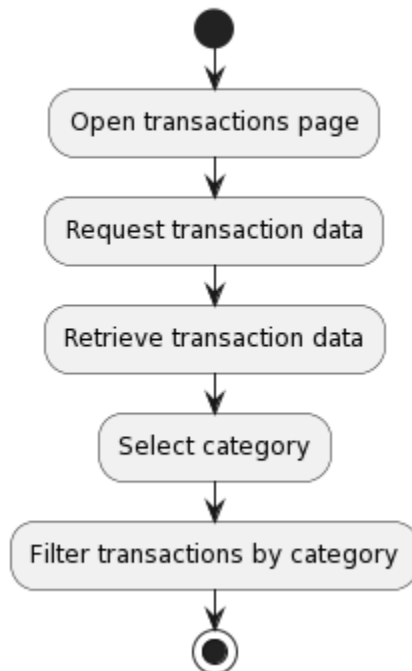 Open transactions page
Request transaction data
Retrieve transaction data
Select category
Filter transactions by category